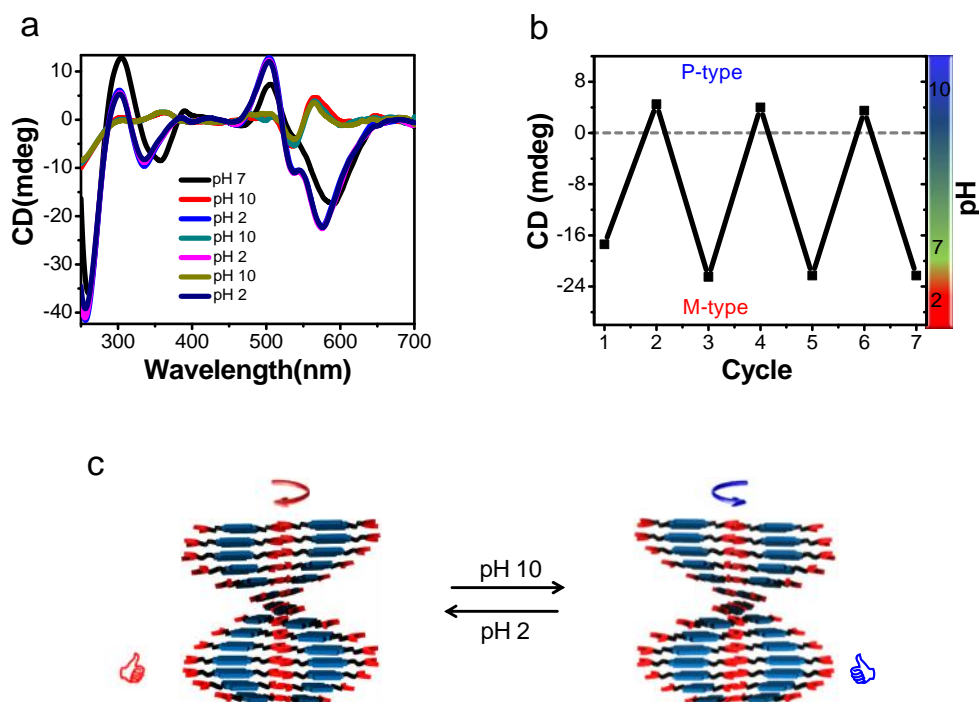 a
CD(mdeg)
10
0
-10
-20
-30
-40
pH 7
pH 10
pH 2
pH 10
pH 2
pH 10
pH 2
300 400 500 600 700
Wavelength(nm)
b
CD (mdeg)
8
0
-8
-16
-24
P-type
M-type
1 2 3 4 5 6 7
Cycle
10
7
2
pH
c
pH 10
pH 2